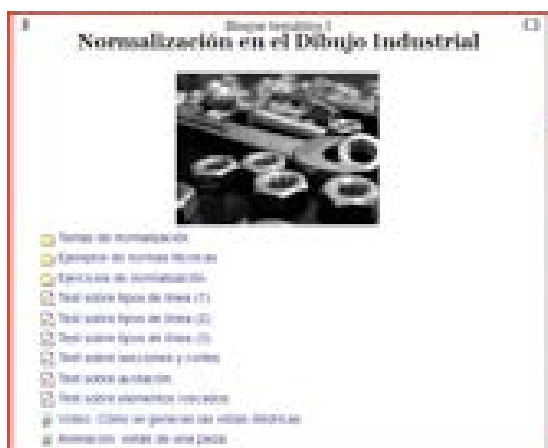 Bloque temático 1
Normalización en el Dibujo Industrial
Temas de normalización
Ejemplos de normas técnicas
Ejercicios de normalización
Test sobre tipos de línea (1)
Test sobre tipos de línea (2)
Test sobre tipos de línea (3)
Test sobre secciones y cortes
Test sobre acotación
Test sobre elementos roscados
Vídeo: Cómo se generan las vistas diédricas
Animación: vistas de una pieza